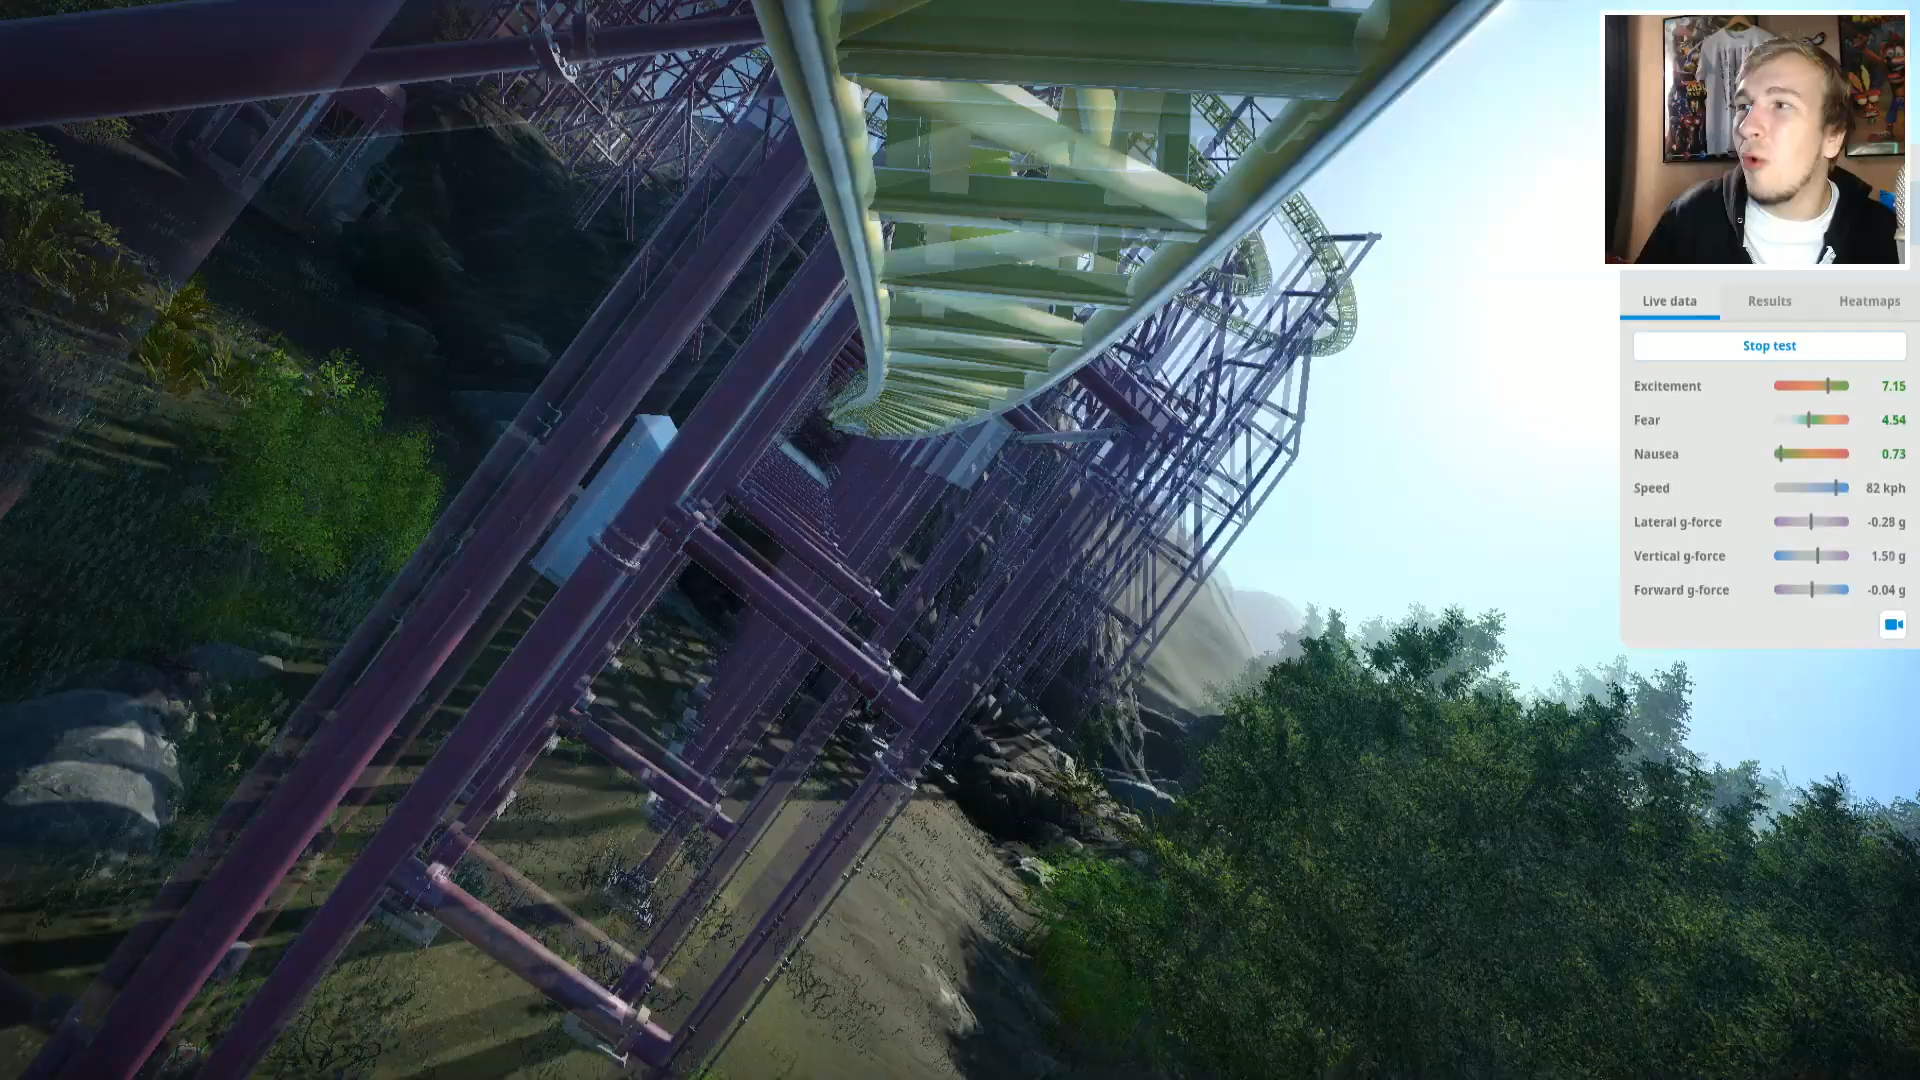 Live data Results Heatmaps
Stop test
Excitement 7.15
Fear 4.54
Nausea 0.73
Speed 82 kph
Lateral g-force -0.28 g
Vertical g-force 1.50 g
Forward g-force -0.04 g